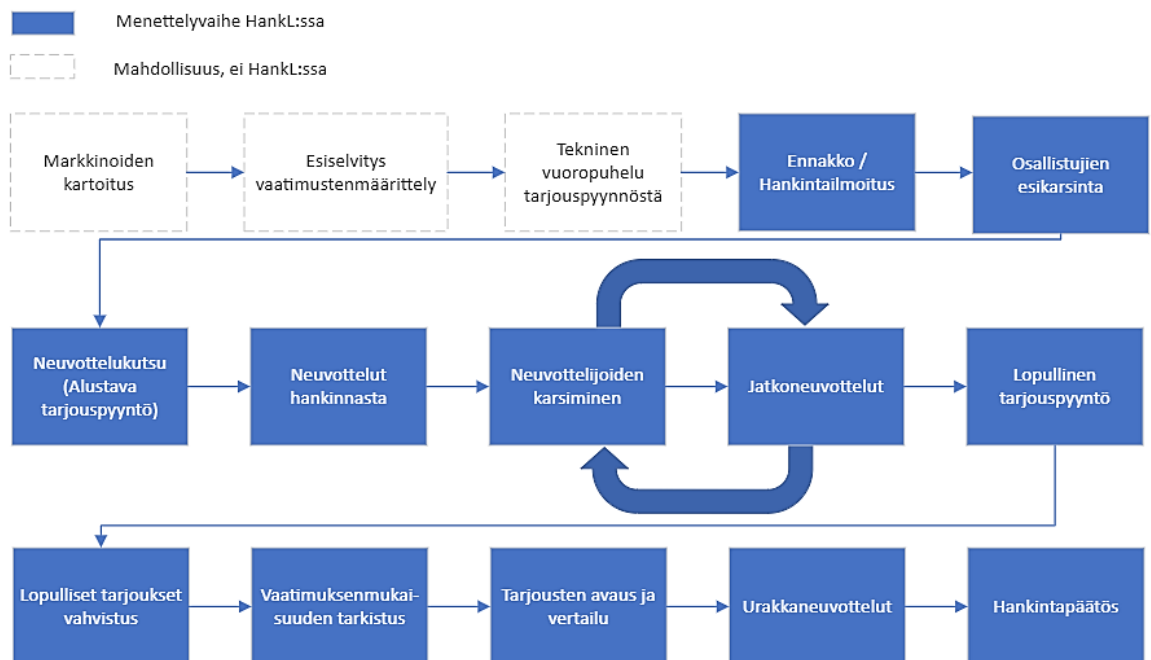 Menettelyvaihe HankL:ssa
Mahdollisuus, ei HankL:ssa
Markkinoiden
kartoitus
Esiselvitys
vaatimustenmäärittely
Tekninen
vuoropuhelu
tarjouspyynnöstä
Ennakko /
Hankintailmoitus
Osallistujien
esikarsinta
Neuvottelukutsu
(Alustava
tarjouspyyntö)
Neuvottelut
hankinnasta
Neuvottelijoiden
karsiminen
Jatkoneuvottelut
Lopullinen
tarjouspyyntö
Lopulliset tarjoukset
vahvistus
Vaatimuksenmukai-
suuden tarkistus
Tarjousten avaus ja
vertailu
Urakkaneuvottelut
Hankintapäätös